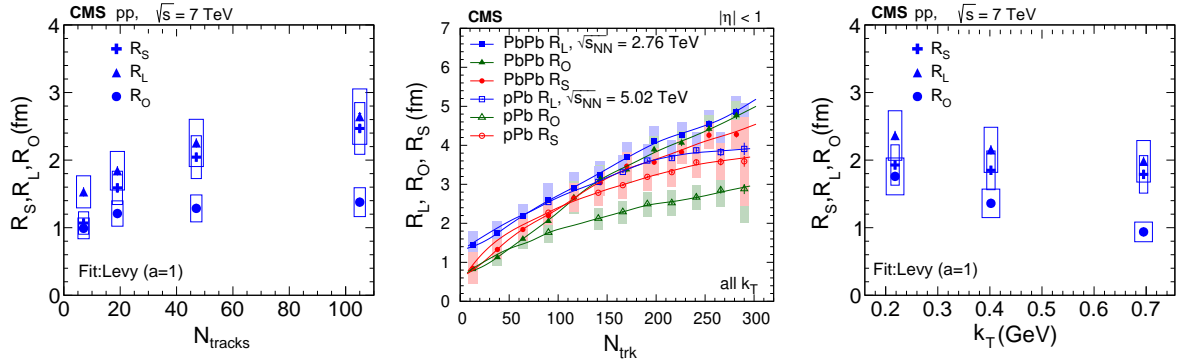 CMS pp, √s = 7 TeV
R_S
R_L
R_O
Fit:Levy (a=1)
R_S,R_L,R_O(fm)
0 1 2 3 4
0 20 40 60 80 100
N_tracks
CMS |η| < 1
PbPb R_L, √s_NN = 2.76 TeV
PbPb R_O
PbPb R_S
pPb R_L, √s_NN = 5.02 TeV
pPb R_O
pPb R_S
all k_T
R_L, R_O, R_S (fm)
0 1 2 3 4 5 6 7
0 50 100 150 200 250 300
N_trk
CMS pp, √s = 7 TeV
R_S
R_L
R_O
Fit:Levy (a=1)
R_S,R_L,R_O(fm)
0 1 2 3 4
0.2 0.3 0.4 0.5 0.6 0.7
k_T(GeV)